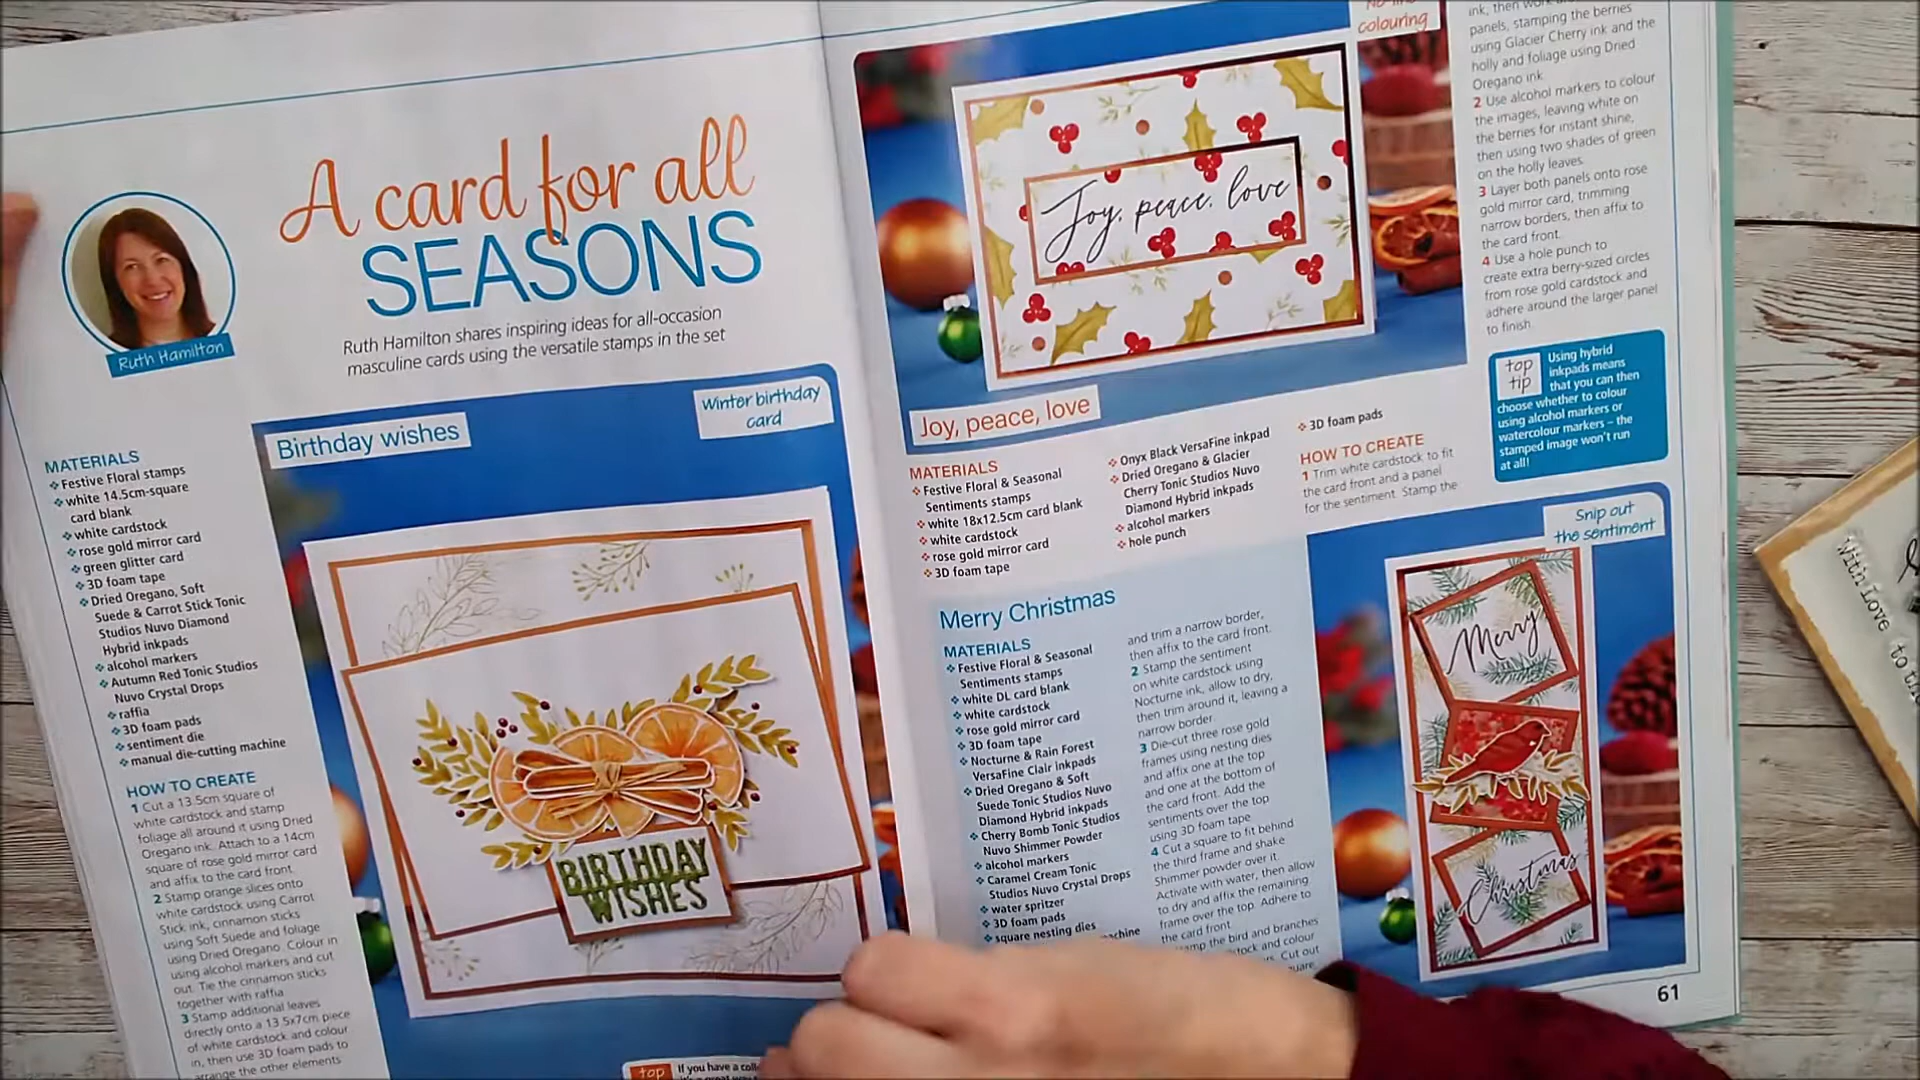 A card for all
SEASONS
Ruth Hamilton
Ruth Hamilton shares inspiring ideas for all-occasion
masculine cards using the versatile stamps in the set
Birthday wishes
Winter birthday
card
MATERIALS
Festive Floral stamps
white 14.5cm-square
card blank
white cardstock
rose gold mirror card
green glitter card
3D foam tape
Dried Oregano, Soft
Suede & Carrot Stick Tonic
Studios Nuvo Diamond
Hybrid inkpads
alcohol markers
Autumn Red Tonic Studios
Nuvo Crystal Drops
raffia
3D foam pads
sentiment die
manual die-cutting machine
HOW TO CREATE
1 Cut a 13.5cm square of
white cardstock and stamp
foliage all around it using Dried
Oregano ink. Attach to a 14cm
square of rose gold mirror card
and affix to the card front.
2 Stamp orange slices onto
white cardstock using Carrot
Stick ink, cinnamon sticks
using Soft Suede and foliage
using Dried Oregano. Colour in
using alcohol markers and cut
out. Tie the cinnamon sticks
together with raffia
3 Stamp additional leaves
directly onto a 13.5x7cm piece
of white cardstock and colour
in, then use 3D foam pads to
arrange the other elements
BIRTHDAY
WISHES
top
If you have a
colouring
Joy, peace, love
Joy, peace, love
MATERIALS
Festive Floral & Seasonal
Sentiments stamps
white 18x12.5cm card blank
white cardstock
rose gold mirror card
3D foam tape
Onyx Black VersaFine inkpad
Dried Oregano & Glacier
Cherry Tonic Studios Nuvo
Diamond Hybrid inkpads
alcohol markers
hole punch
3D foam pads
HOW TO CREATE
1 Trim white cardstock to fit
the card front and a panel
for the sentiment. Stamp the
ink, then
panels, stamping the berries
using Glacier Cherry ink and the
holly and foliage using Dried
Oregano ink
2 Use alcohol markers to colour
the images, leaving white on
the berries for instant shine,
then using two shades of green
on the holly leaves.
3 Layer both panels onto rose
gold mirror card, trimming
narrow borders, then affix to
the card front.
4 Use a hole punch to
create extra berry-sized circles
from rose gold cardstock and
adhere around the larger panel
to finish.
top
tip
Using hybrid
inkpads means
that you can then
choose whether to colour
using alcohol markers or
watercolour markers – the
stamped image won't run
at all!
Merry Christmas
MATERIALS
Festive Floral & Seasonal
Sentiments stamps
white DL card blank
white cardstock
rose gold mirror card
3D foam tape
Nocturne & Rain Forest
VersaFine Clair inkpads
Dried Oregano & Soft
Suede Tonic Studios Nuvo
Diamond Hybrid inkpads
Cherry Bomb Tonic Studios
Nuvo Shimmer Powder
alcohol markers
Caramel Cream Tonic
Studios Nuvo Crystal Drops
water spritzer
3D foam pads
square nesting dies
and trim a narrow border,
then affix to the card front.
2 Stamp the sentiment
on white cardstock using
Nocturne ink, allow to dry,
then trim around it, leaving a
narrow border.
3 Die-cut three rose gold
frames using nesting dies
and affix one at the top
and one at the bottom of
the card front. Add the
sentiments over the top
using 3D foam tape
4 Cut a square to fit behind
the third frame and shake
Shimmer powder over it.
Activate with water, then allow
to dry and affix the remaining
frame over the top. Adhere to
the card front.
the bird and branches
and colour
Cut out
Snip out
the sentiment
Merry
Christmas
61
With Love to